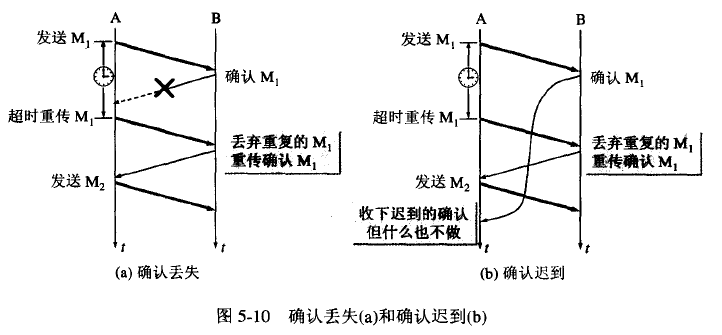 A
B
发送 M1
确认 M1
超时重传 M1
丢弃重复的 M1
重传确认 M1
发送 M2
t
t
(a) 确认丢失
A
B
发送 M1
确认 M1
超时重传 M1
丢弃重复的 M1
重传确认 M1
发送 M2
收下迟到的确认
但什么也不做
t
t
(b) 确认迟到
图 5-10 确认丢失(a)和确认迟到(b)